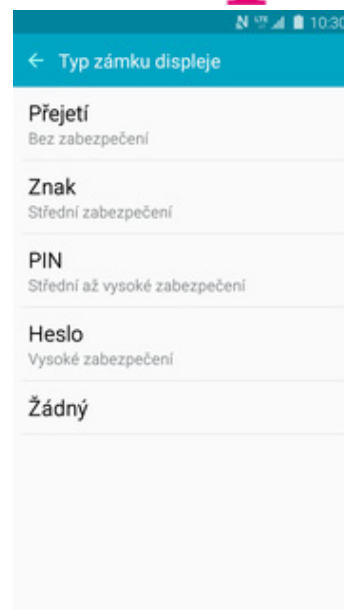 10:30
Typ zámku displeje
Přejetí
Bez zabezpečení
Znak
Střední zabezpečení
PIN
Střední až vysoké zabezpečení
Heslo
Vysoké zabezpečení
Žádný